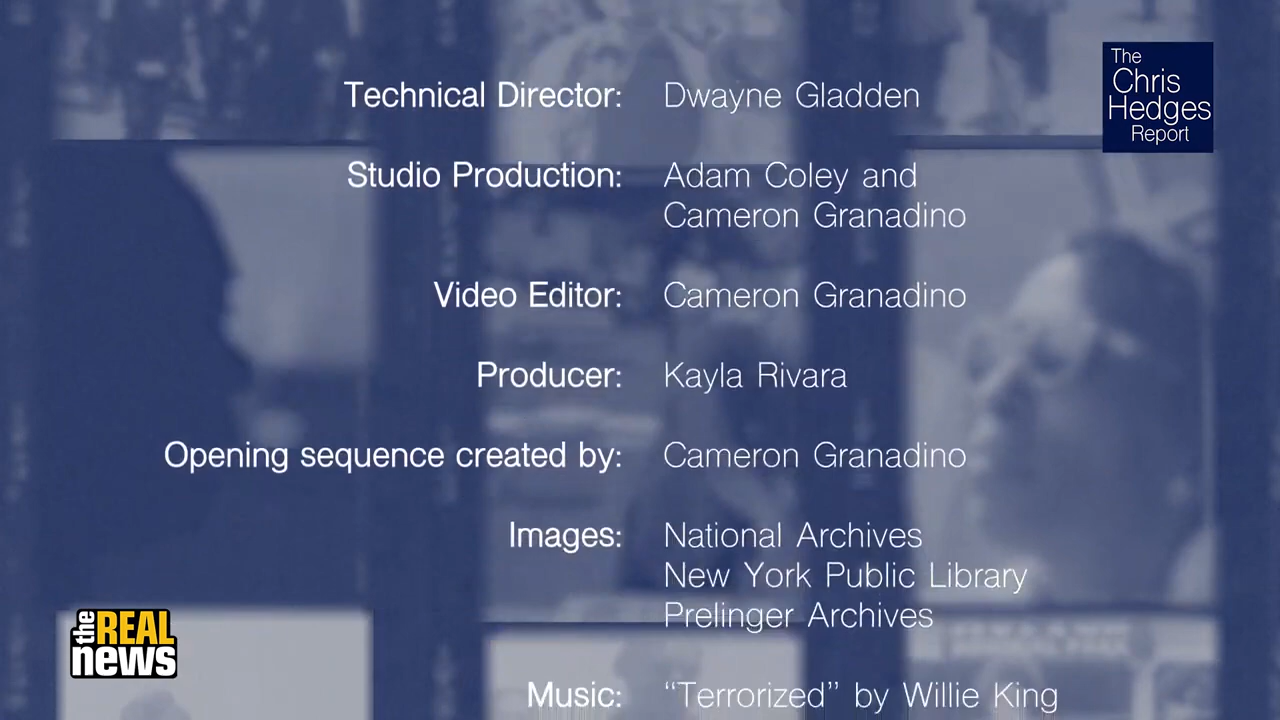 The
Chris
Hedges
Report
Technical Director: Dwayne Gladden
Studio Production: Adam Coley and
Cameron Granadino
Video Editor: Cameron Granadino
Producer: Kayla Rivara
Opening sequence created by: Cameron Granadino
Images: National Archives
New York Public Library
Prelinger Archives
the REAL
news
Music: “Terrorized” by Willie King